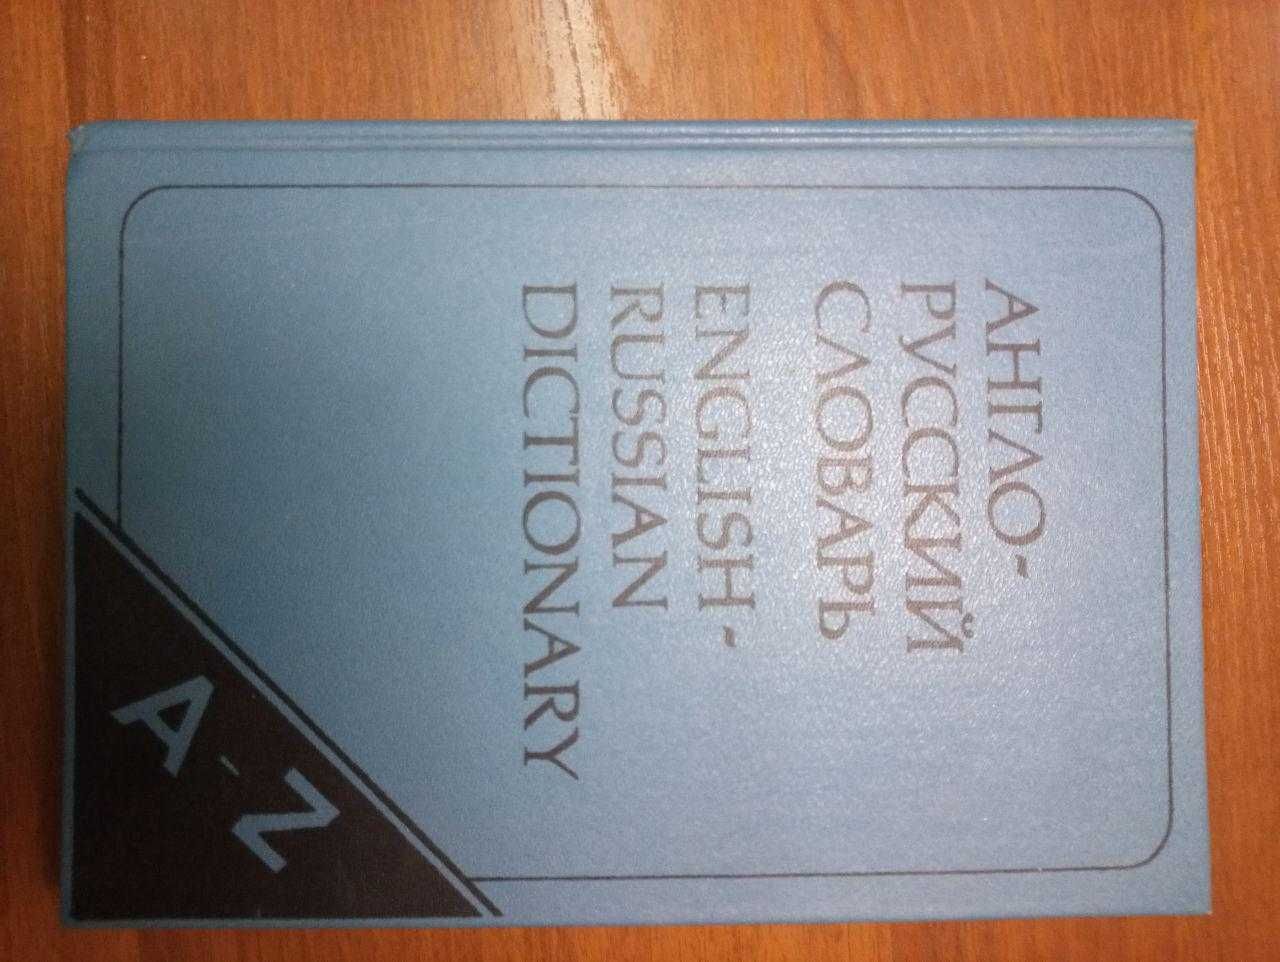 АНГЛО-
РУССКИЙ
СЛОВАРЬ
ENGLISH-
RUSSIAN
DICTIONARY
A-Z